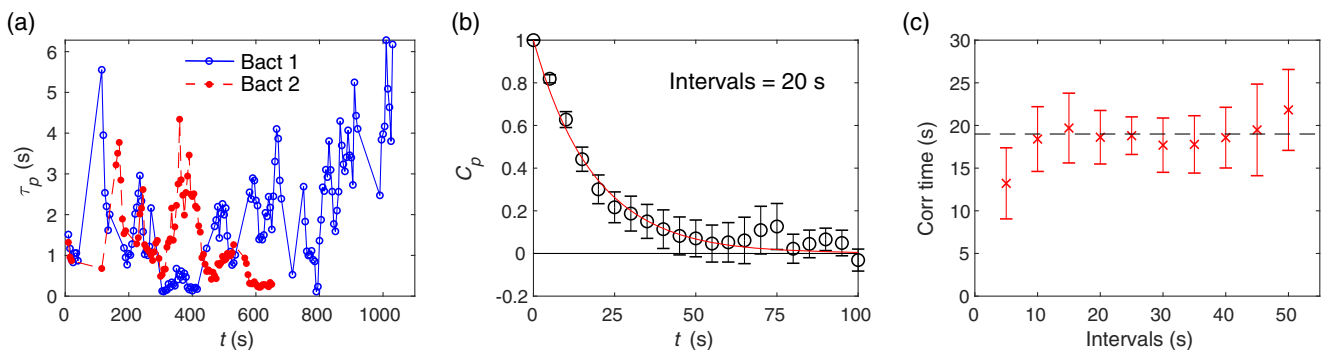 (a)
6
5
4
3
2
1
0
τp (s)
Bact 1
Bact 2
0 200 400 600 800 1000
t (s)
(b)
1
0.8
0.6
0.4
0.2
0
-0.2
Cp
Intervals = 20 s
0 25 50 75 100
t (s)
(c)
30
25
20
15
10
5
0
Corr time (s)
0 10 20 30 40 50
Intervals (s)